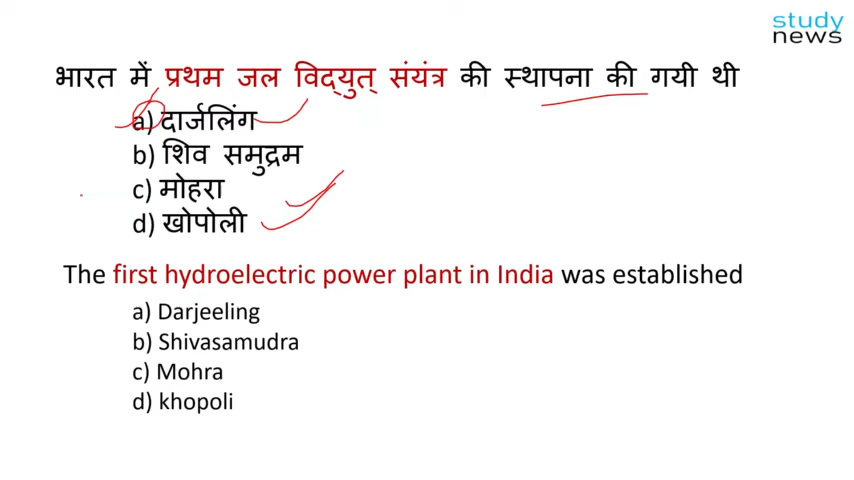 study
news
भारत में प्रथम जल विद्युत् संयंत्र की स्थापना की गयी थी
a) दार्जलिंग
b) शिव समुद्रम
c) मोहरा
d) खोपोली
The first hydroelectric power plant in India was established
a) Darjeeling
b) Shivasamudra
c) Mohra
d) khopoli